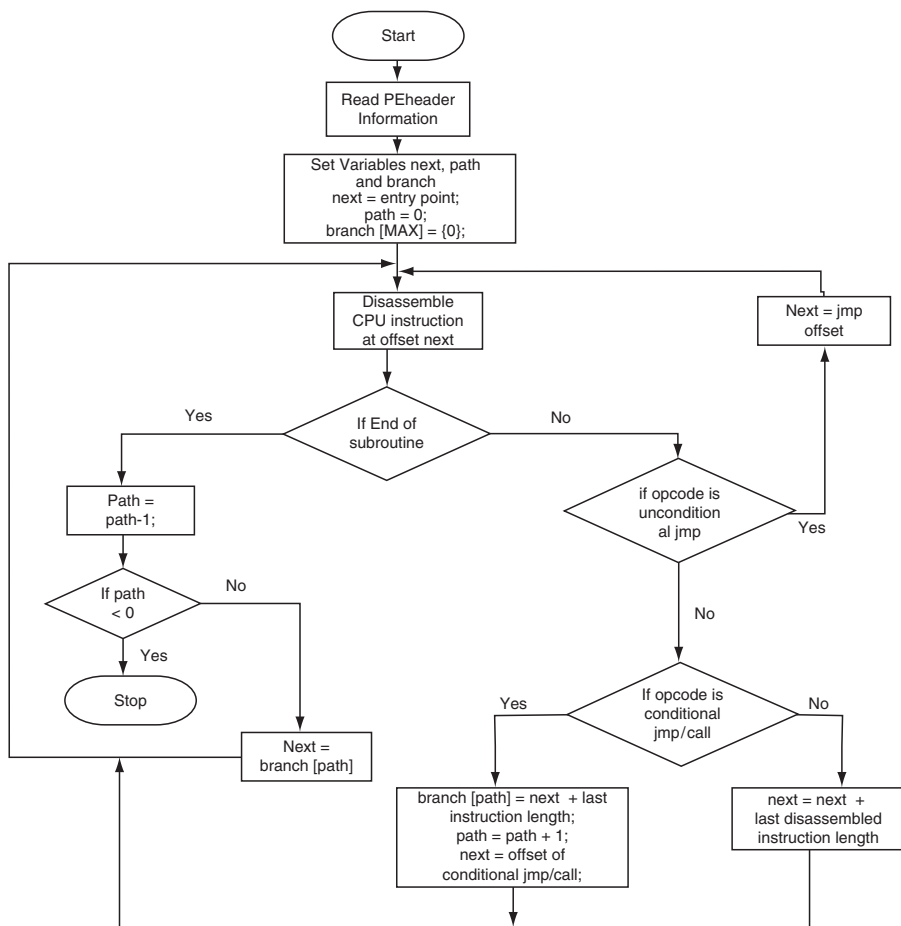 Start
Read PEheader
Information
Set Variables next, path
and branch
next = entry point;
path = 0;
branch [MAX] = {0};
Disassemble
CPU instruction
at offset next
Next = jmp
offset
Yes
If End of
subroutine
No
Path =
path-1;
if opcode is
uncondition
al jmp
Yes
If path
< 0
No
No
Yes
Stop
Yes
If opcode is
conditional
jmp/call
No
Next =
branch [path]
branch [path] = next + last
instruction length;
path = path + 1;
next = offset of
conditional jmp/call;
next = next +
last disassembled
instruction length